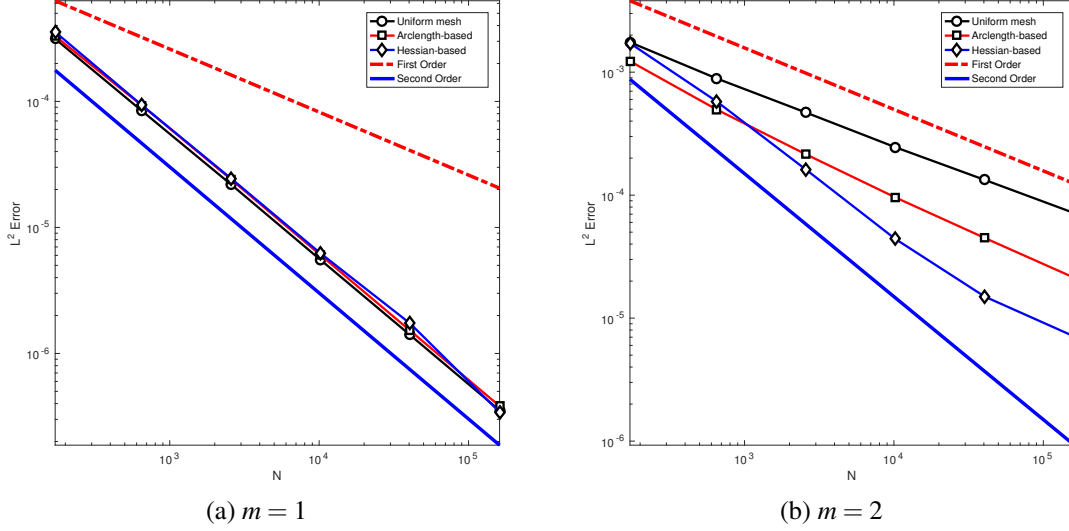 Uniform mesh
Arclength-based
Hessian-based
First Order
Second Order
10^-4
10^-5
10^-6
L^2 Error
10^3
10^4
10^5
N
(a) m = 1
Uniform mesh
Arclength-based
Hessian-based
First Order
Second Order
10^-3
10^-4
10^-5
10^-6
L^2 Error
10^3
10^4
10^5
N
(b) m = 2